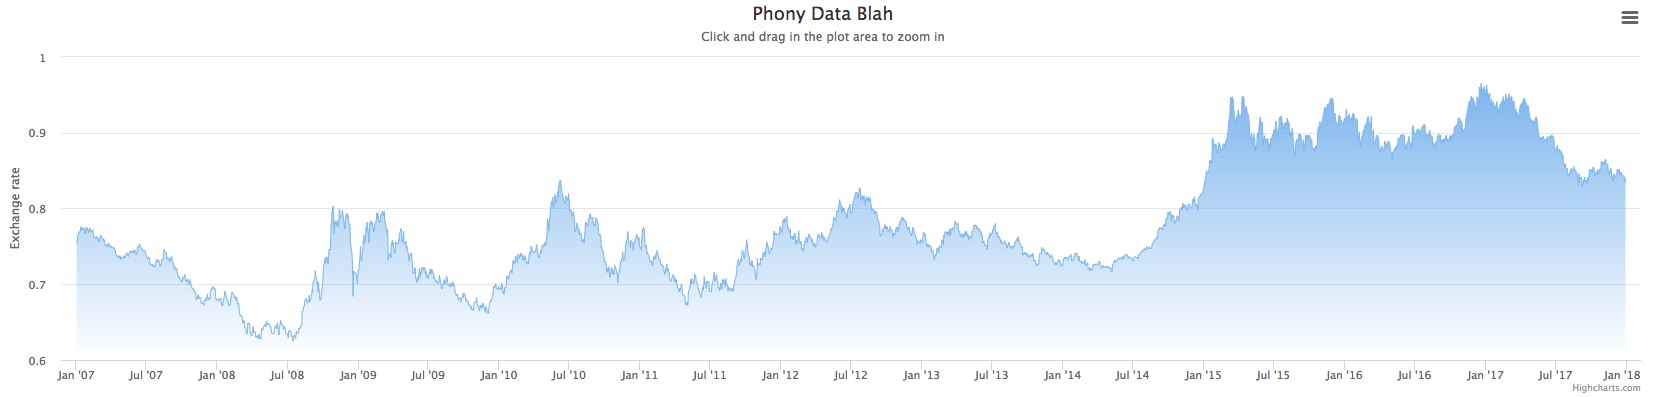 Phony Data Blah
Click and drag in the plot area to zoom in
Exchange rate
1
0.9
0.8
0.7
0.6
Jan '07 Jul '07 Jan '08 Jul '08 Jan '09 Jul '09 Jan '10 Jul '10 Jan '11 Jul '11 Jan '12 Jul '12 Jan '13 Jul '13 Jan '14 Jul '14 Jan '15 Jul '15 Jan '16 Jul '16 Jan '17 Jul '17 Jan '18
Highcharts.com